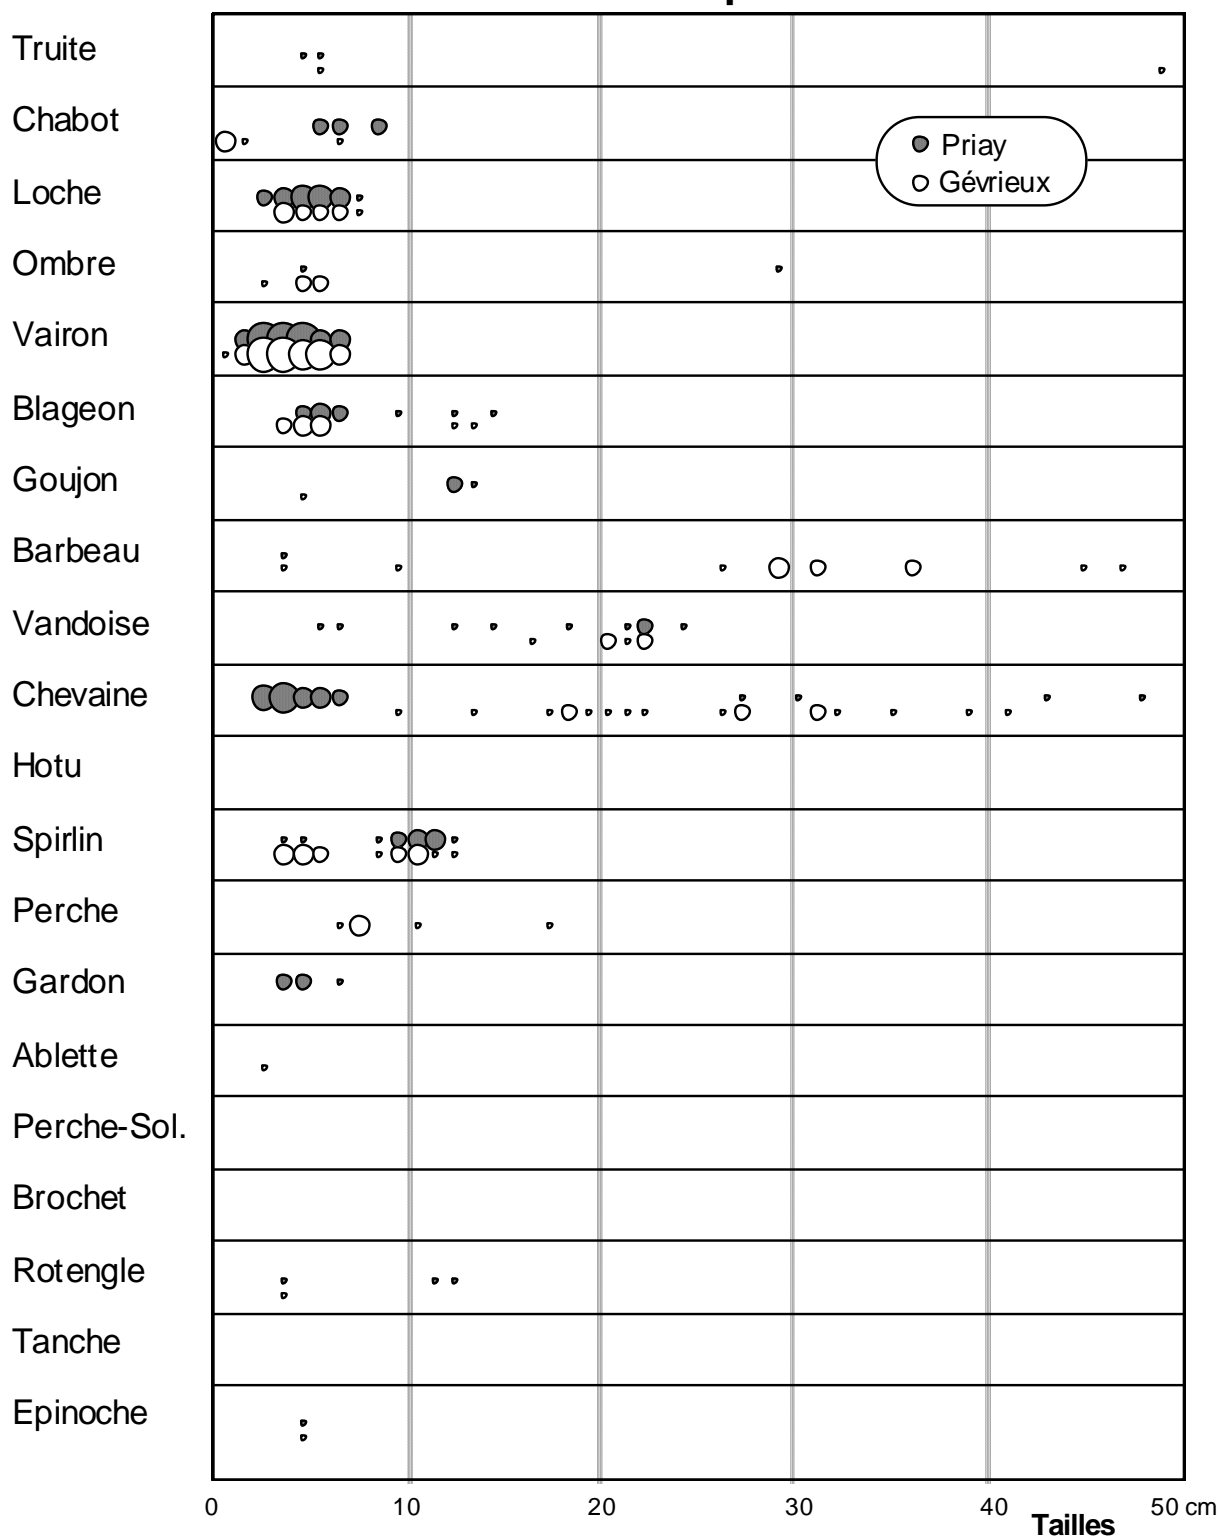 Truite
Chabot
Priay
Gévrieux
Loche
Ombre
Vairon
Blageon
Goujon
Barbeau
Vandoise
Chevaine
Hotu
Spirlin
Perche
Gardon
Ablette
Perche-Sol.
Brochet
Rotengle
Tanche
Epinoche
0 10 20 30 40 50 cm
Tailles